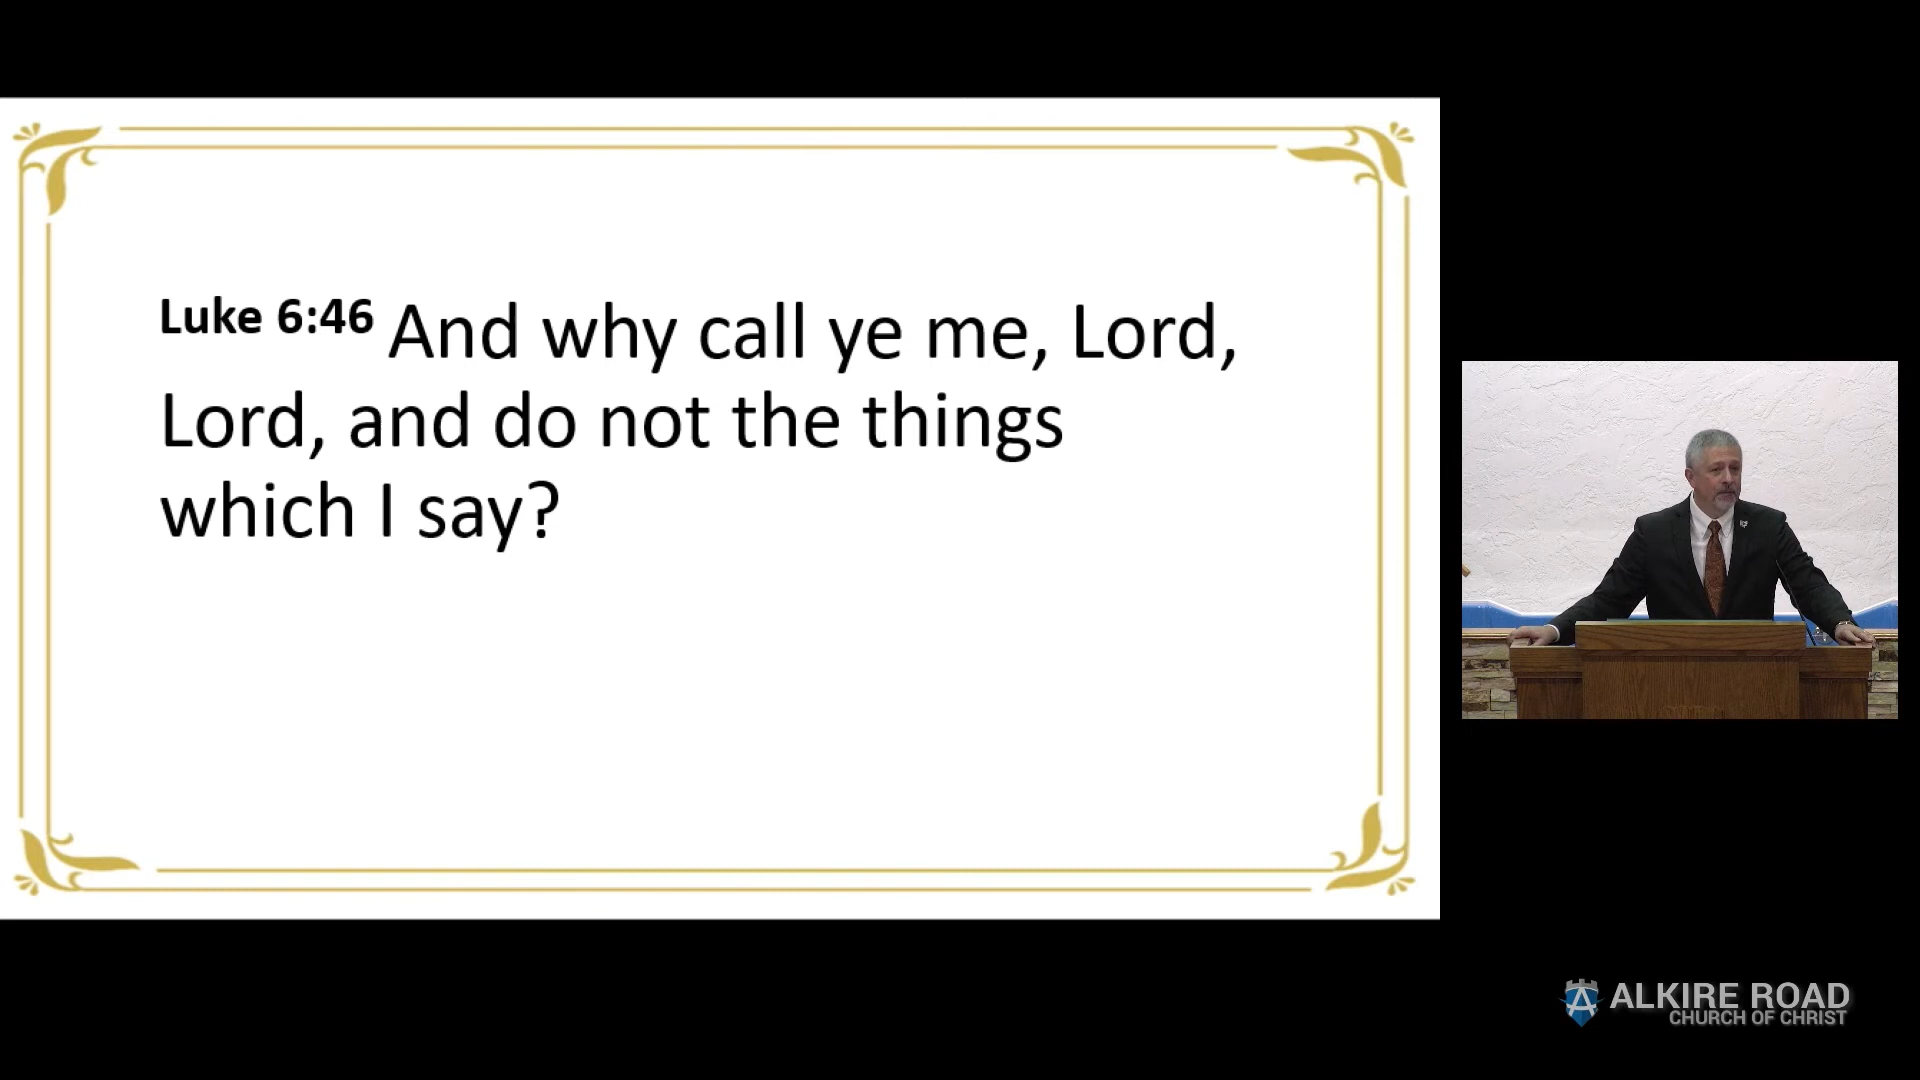 Luke 6:46 And why call ye me, Lord,
Lord, and do not the things
which I say?
ALKIRE ROAD
CHURCH OF CHRIST